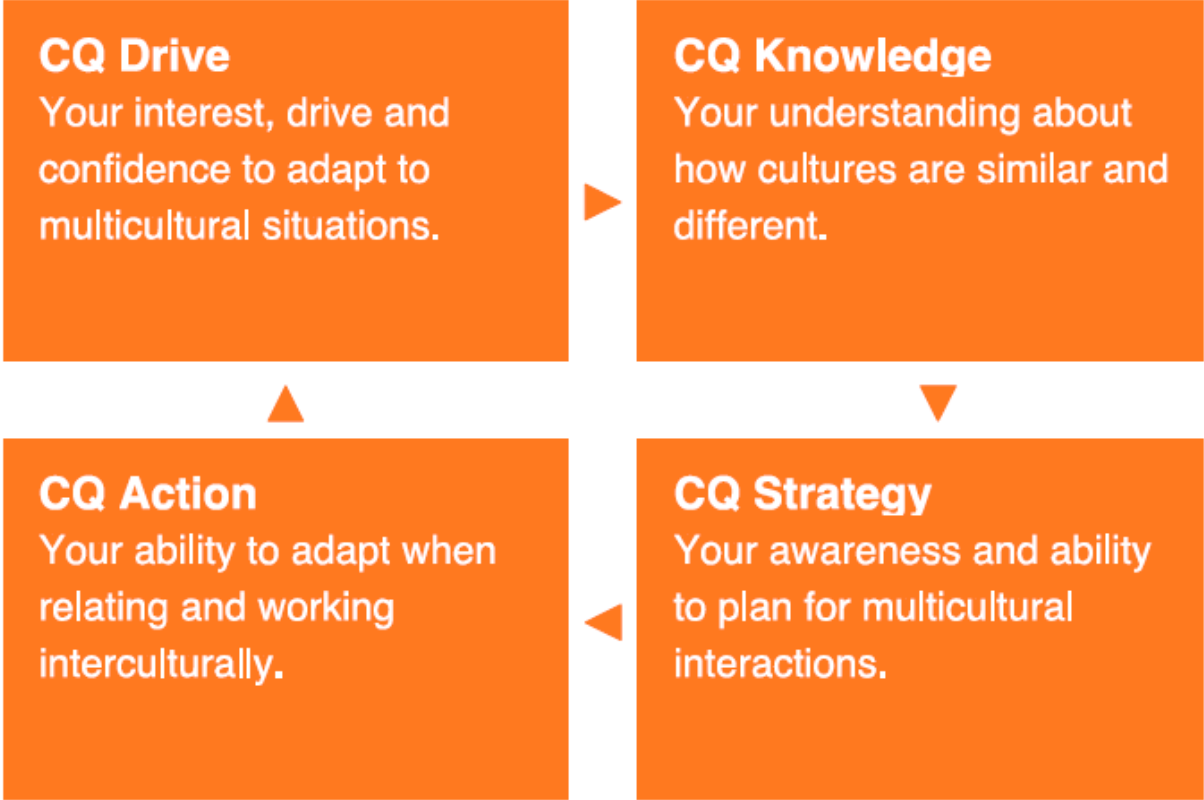 CQ Drive
Your interest, drive and
confidence to adapt to
multicultural situations.
CQ Knowledge
Your understanding about
how cultures are similar and
different.
CQ Action
Your ability to adapt when
relating and working
interculturally.
CQ Strategy
Your awareness and ability
to plan for multicultural
interactions.